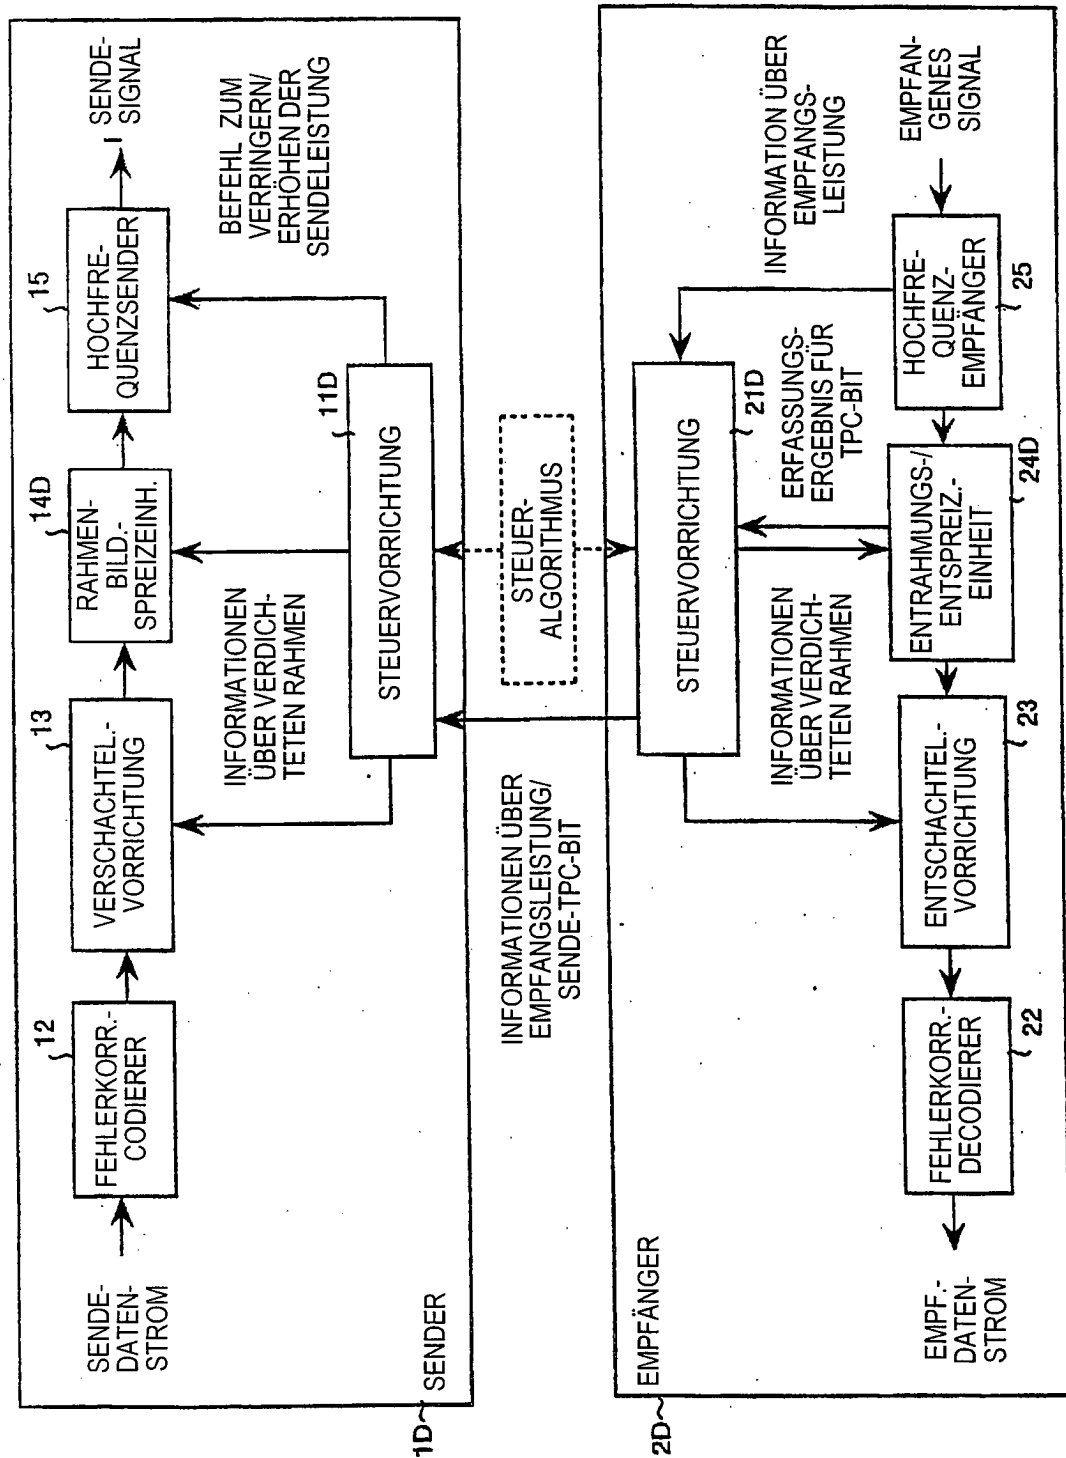 SENDE-
DATEN-
STROM
12
FEHLERKORR.-
CODIERER
13
VERSCHACHTEL.-
VORRICHTUNG
14D
RAHMEN-
BILD.-
SPREIZEINH.
15
HOCHFRE-
QUENZSENDER
SENDE-
SIGNAL
INFORMATIONEN
ÜBER VERDICH-
TETEN RAHMEN
BEFEHL ZUM
VERRINGERN/
ERHÖHEN DER
SENDELEISTUNG
11D
STEUERVORRICHTUNG
1D
SENDER
INFORMATIONEN ÜBER
EMPFANGSLEISTUNG/
SENDE-TPC-BIT
STEUER-
ALGORITHMUS
2D
EMPFÄNGER
STEUERVORRICHTUNG
21D
INFORMATION ÜBER
EMPFANGS-
LEISTUNG
INFORMATIONEN
ÜBER VERDICH-
TETEN RAHMEN
ERFASSUNGS-
ERGEBNIS FÜR
TPC-BIT
EMPF.-
DATEN-
STROM
FEHLERKORR.-
DECODIERER
22
ENTSCHACHTEL.-
VORRICHTUNG
23
ENTRAHMUNGS-/
ENTSPREIZ.-
EINHEIT
24D
HOCHFRE-
QUENZ-
EMPFÄNGER
25
EMPFAN-
GENES
SIGNAL